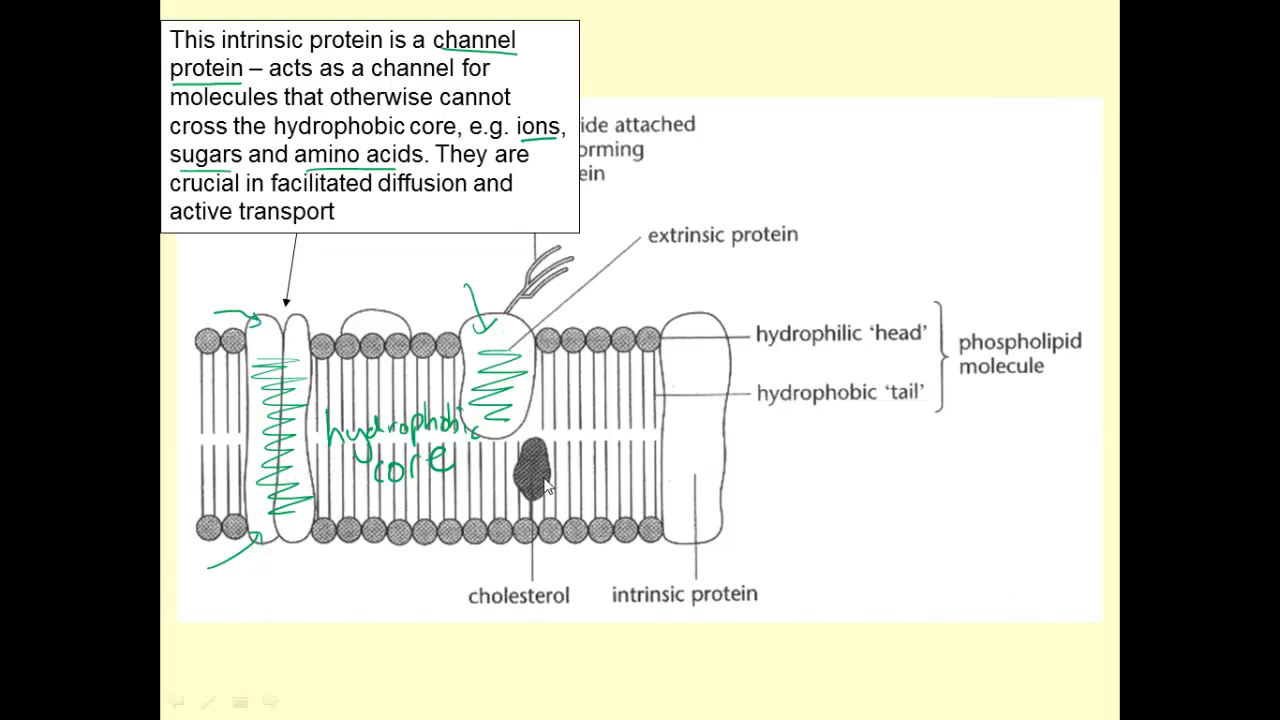 This intrinsic protein is a channel
protein – acts as a channel for
molecules that otherwise cannot
cross the hydrophobic core, e.g. ions,
sugars and amino acids. They are
crucial in facilitated diffusion and
active transport
ide attached
orming
ein
extrinsic protein
hydrophilic ‘head’
phospholipid
molecule
hydrophobic ‘tail’
hydrophobic
core
cholesterol
intrinsic protein